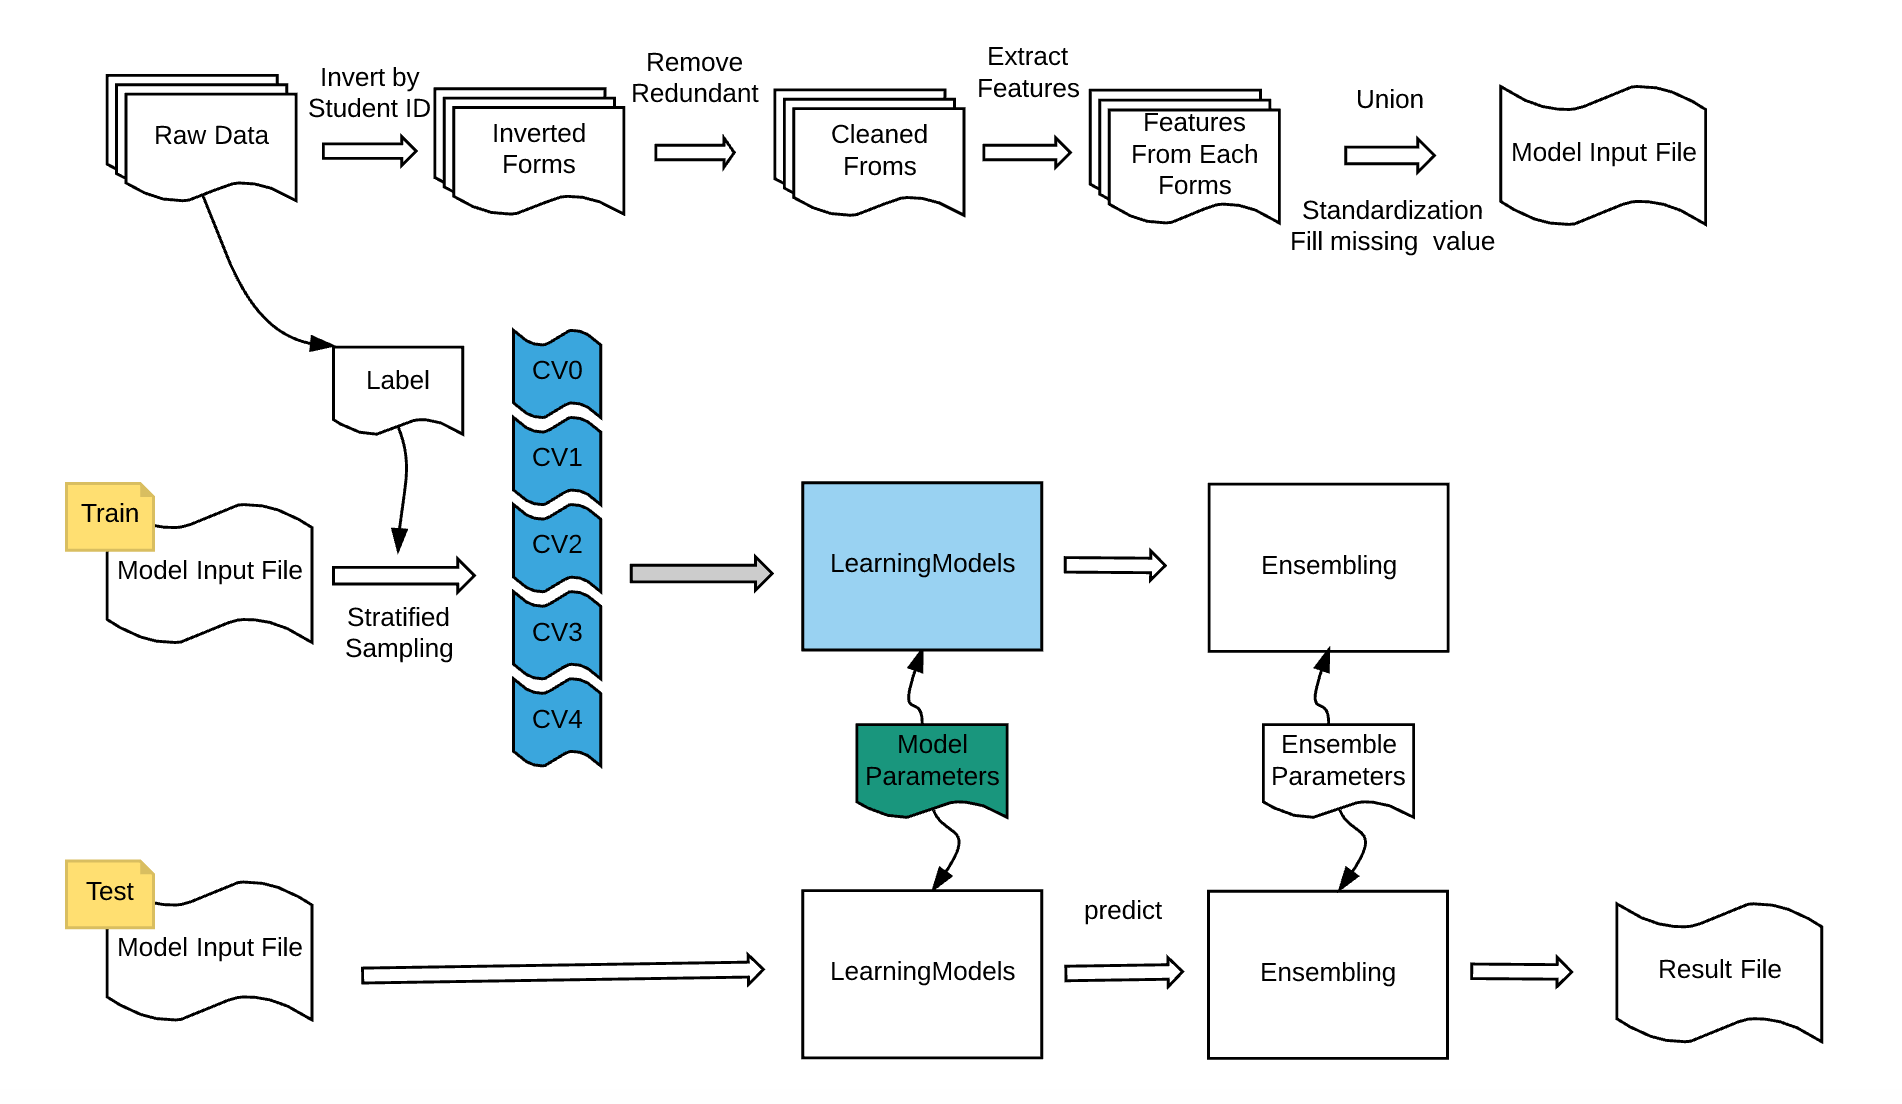 Raw Data
Invert by
Student ID
Inverted
Forms
Remove
Redundant
Cleaned
Froms
Extract
Features
Features
From Each
Forms
Union
Standardization
Fill missing  value
Model Input File
Label
Train
Model Input File
Stratified
Sampling
CV0
CV1
CV2
CV3
CV4
LearningModels
Ensembling
Model
Parameters
Ensemble
Parameters
Test
Model Input File
LearningModels
predict
Ensembling
Result File